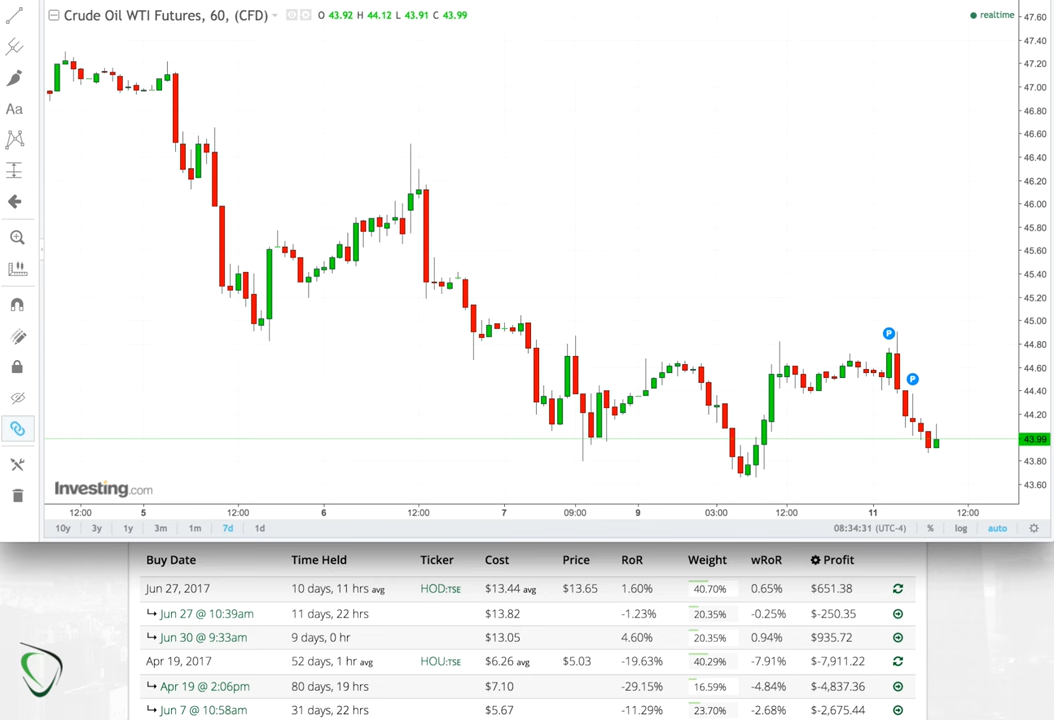 Crude Oil WTI Futures, 60, (CFD) O 43.92 H 44.12 L 43.91 C 43.99
realtime
47.60
47.40
47.20
47.00
46.80
46.60
46.40
46.20
46.00
45.80
45.60
45.40
45.20
45.00
44.80
44.60
44.40
44.20
43.99
43.80
43.60
Aa
P
P
Investing.com
12:00 5 12:00 6 12:00 7 09:00 9 03:00 12:00 11 12:00
10y 3y 1y 3m 1m 7d 1d 08:34:31 (UTC-4) % log auto
Buy Date Time Held Ticker Cost Price RoR Weight wRoR Profit
Jun 27, 2017 10 days, 11 hrs avg HOD:TSE $13.44 avg $13.65 1.60% 40.70% 0.65% $651.38
Jun 27 @ 10:39am 11 days, 22 hrs $13.82 -1.23% 20.35% -0.25% $-250.35
Jun 30 @ 9:33am 9 days, 0 hr $13.05 4.60% 20.35% 0.94% $935.72
Apr 19, 2017 52 days, 1 hr avg HOU:TSE $6.26 avg $5.03 -19.63% 40.29% -7.91% $-7,911.22
Apr 19 @ 2:06pm 80 days, 19 hrs $7.10 -29.15% 16.59% -4.84% $-4,837.36
Jun 7 @ 10:58am 31 days, 22 hrs $5.67 -11.29% 23.70% -2.68% $-2,675.44